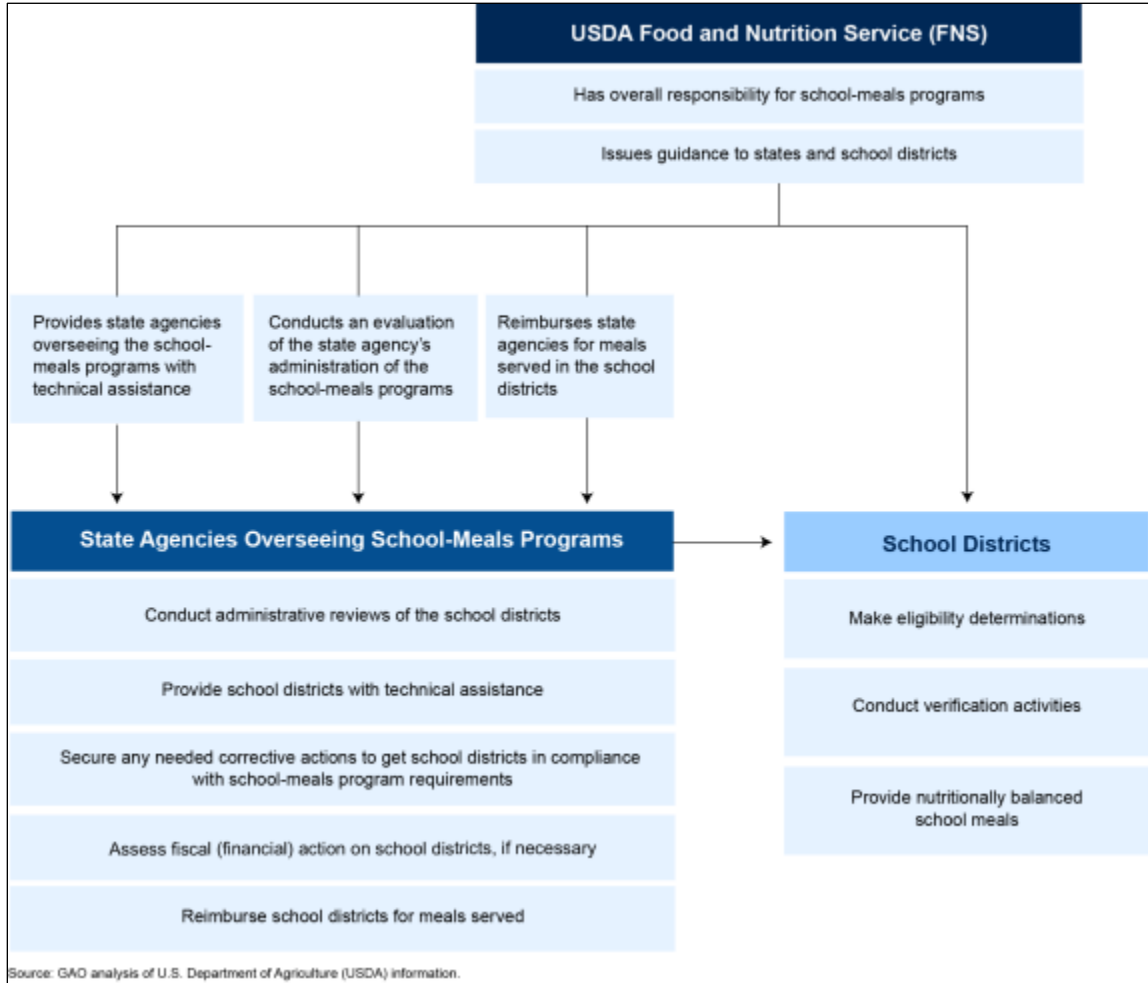 USDA Food and Nutrition Service (FNS)
Has overall responsibility for school-meals programs
Issues guidance to states and school districts
Provides state agencies
overseeing the school-
meals programs with
technical assistance
Conducts an evaluation
of the state agency's
administration of the
school-meals programs
Reimburses state
agencies for meals
served in the school
districts
State Agencies Overseeing School-Meals Programs
Conduct administrative reviews of the school districts
Provide school districts with technical assistance
Secure any needed corrective actions to get school districts in compliance
with school-meals program requirements
Assess fiscal (financial) action on school districts, if necessary
Reimburse school districts for meals served
School Districts
Make eligibility determinations
Conduct verification activities
Provide nutritionally balanced
school meals
Source: GAO analysis of U.S. Department of Agriculture (USDA) information.